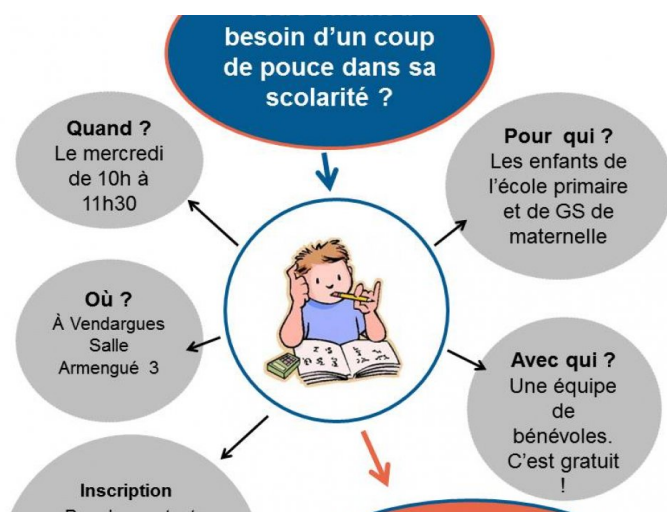 besoin d’un coup
de pouce dans sa
scolarité ?
Quand ?
Le mercredi
de 10h à
11h30
Pour qui ?
Les enfants de
l’école primaire
et de GS de
maternelle
Où ?
À Vendargues
Salle
Armengué 3
Avec qui ?
Une équipe
de
bénévoles.
C’est gratuit
!
Inscription